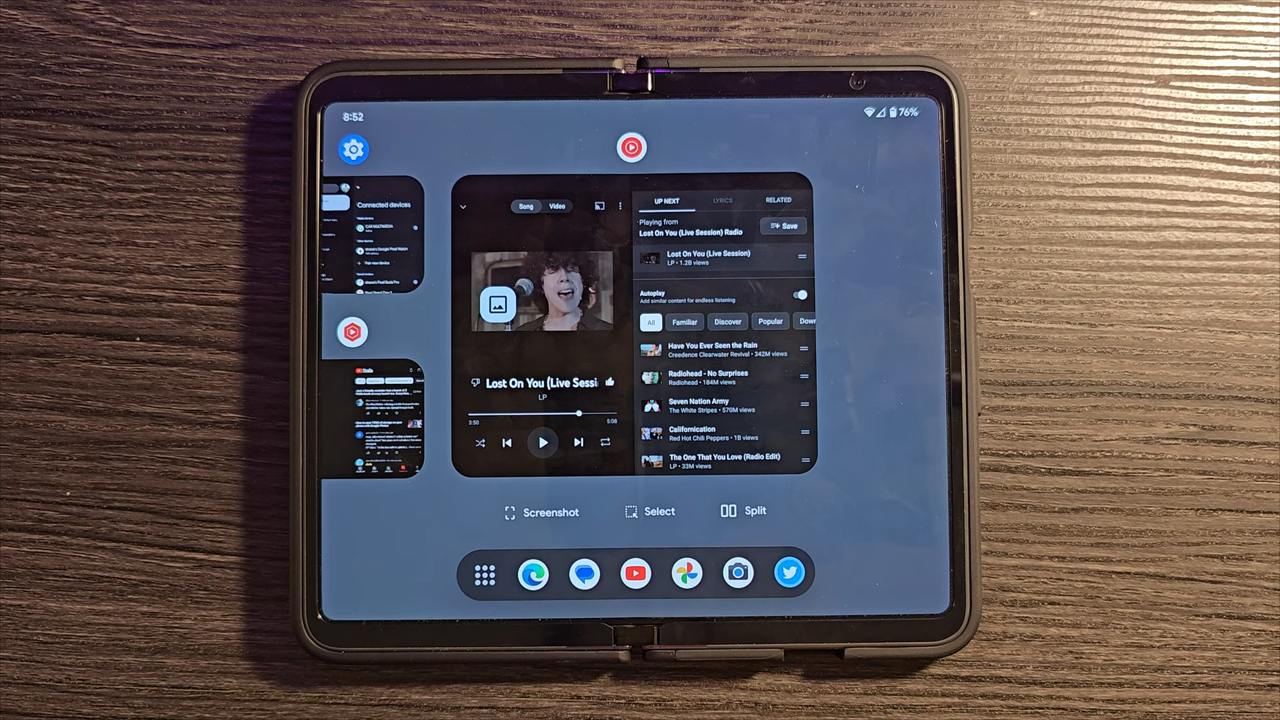 8:52
76%
Connected devices
CAR MULTIMEDIA
Song
Video
UP NEXT
LYRICS
RELATED
Playing from
Lost On You (Live Session) Radio
Save
Lost On You (Live Session)
LP • 1.2B views
Autoplay
Add similar content for endless listening
All
Familiar
Discover
Popular
Down
Have You Ever Seen the Rain
Creedence Clearwater Revival • 342M views
Radiohead - No Surprises
Radiohead • 184M views
Seven Nation Army
The White Stripes • 570M views
Californication
Red Hot Chili Peppers • 1B views
The One That You Love (Radio Edit)
LP • 33M views
Lost On You (Live Sessi
LP
3:50
5:08
Screenshot
Select
Split